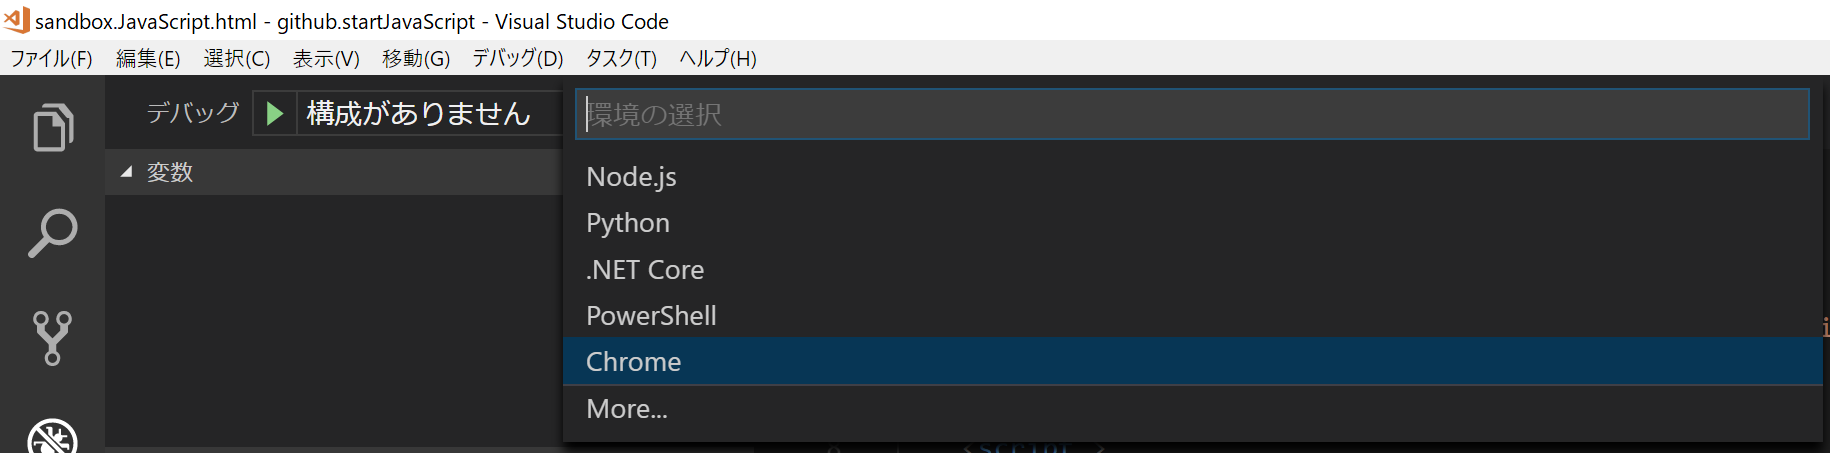 sandbox.JavaScript.html - github.startJavaScript - Visual Studio Code
ファイル(F) 編集(E) 選択(C) 表示(V) 移動(G) デバッグ(D) タスク(T) ヘルプ(H)
デバッグ 構成がありません
環境の選択
変数
Node.js
Python
.NET Core
PowerShell
Chrome
More...